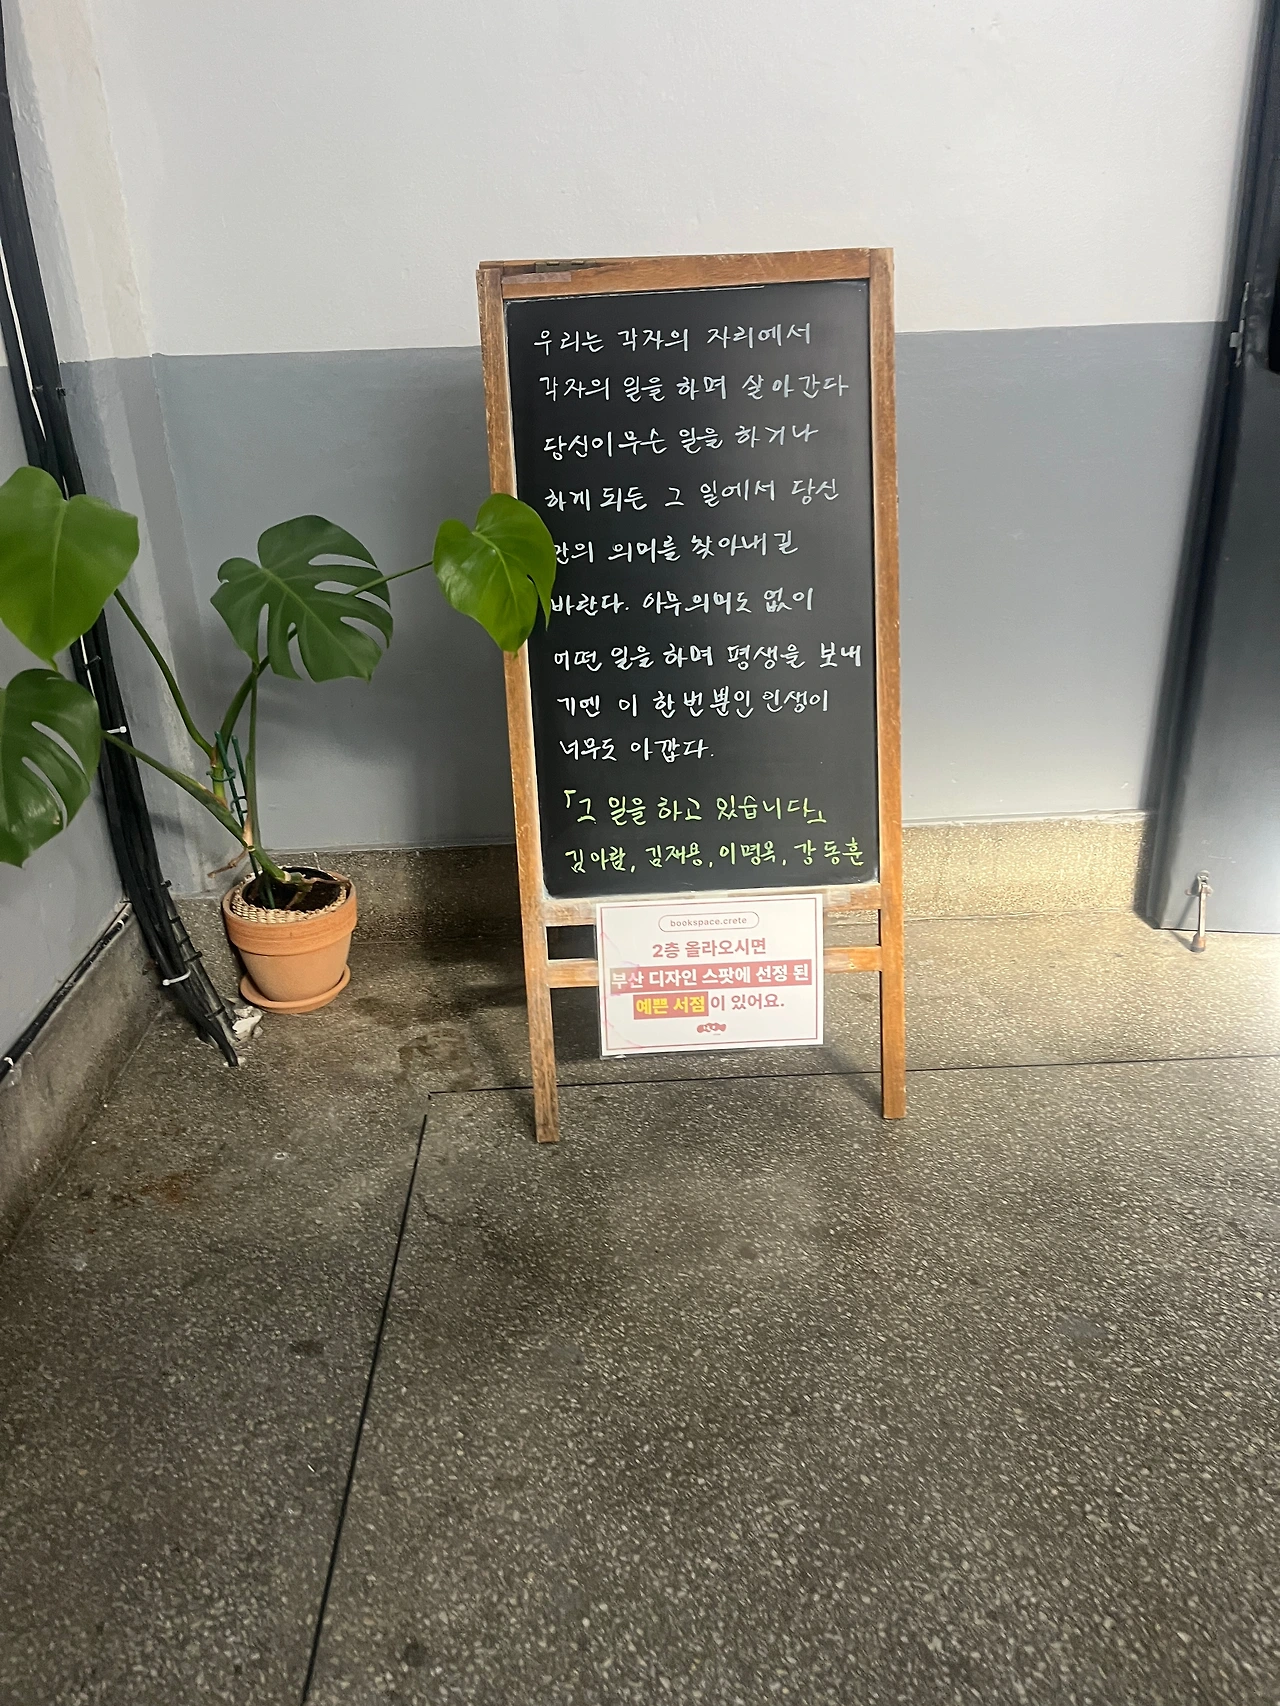 우리는 각자의 자리에서
각자의 일을 하며 살아간다
당신이 무슨 일을 하거나
하게 되든 그 일에서 당신
만의 의미를 찾아내길
바란다. 아무 의미도 없이
어떤 일을 하며 평생을 보내
기엔 이 한번뿐인 인생이
너무도 아깝다.
「그 일을 하고 있습니다」
김아람, 김재용, 이명옥, 강동훈
bookspace.crete
2층 올라오시면
부산 디자인 스팟에 선정 된
예쁜 서점이 있어요.